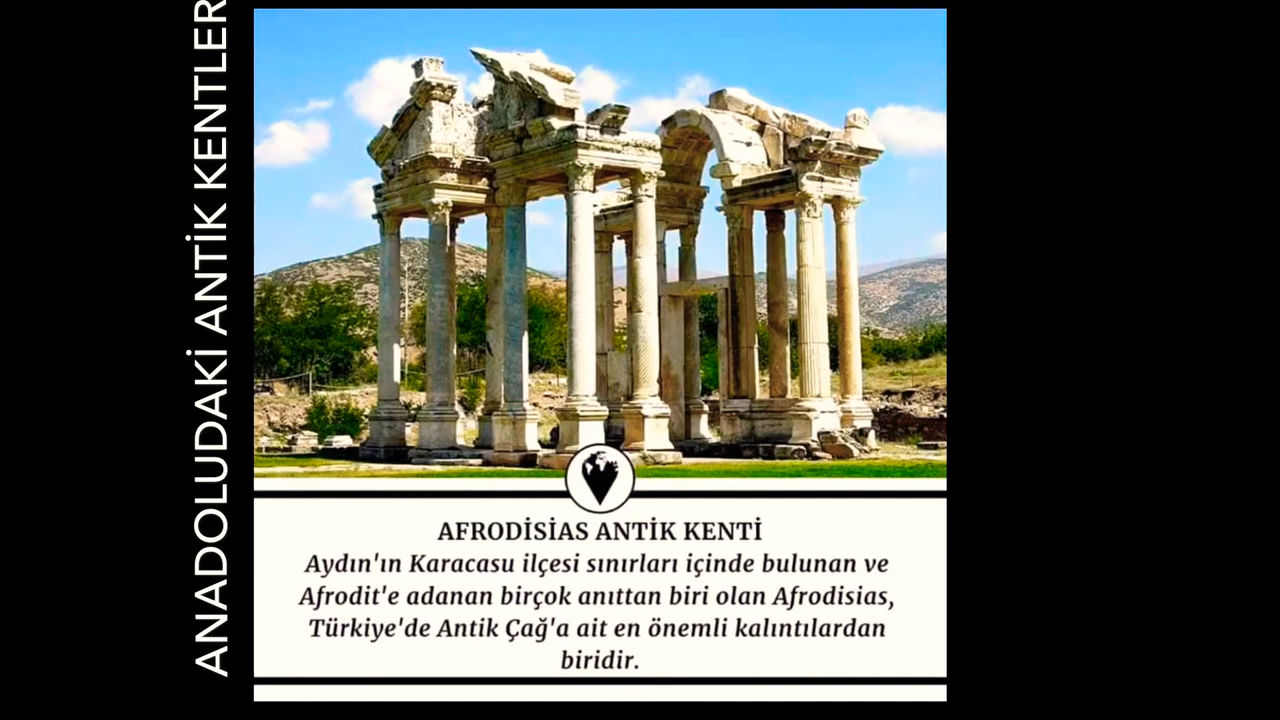 ANADOLUDAKİ ANTİK KENTLER
AFRODİSİAS ANTİK KENTİ
Aydın'ın Karacasu ilçesi sınırları içinde bulunan ve
Afrodit'e adanan birçok anıttan biri olan Afrodisias,
Türkiye'de Antik Çağ'a ait en önemli kalıntılardan
biridir.